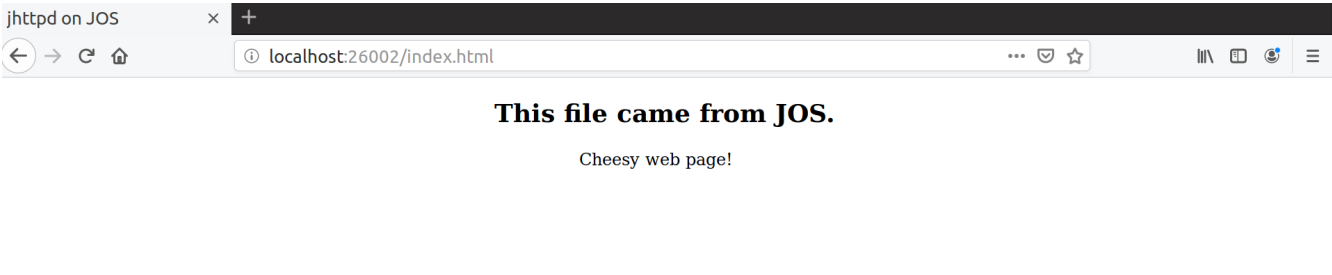 jhttpd on JOS
localhost:26002/index.html
This file came from JOS.
Cheesy web page!